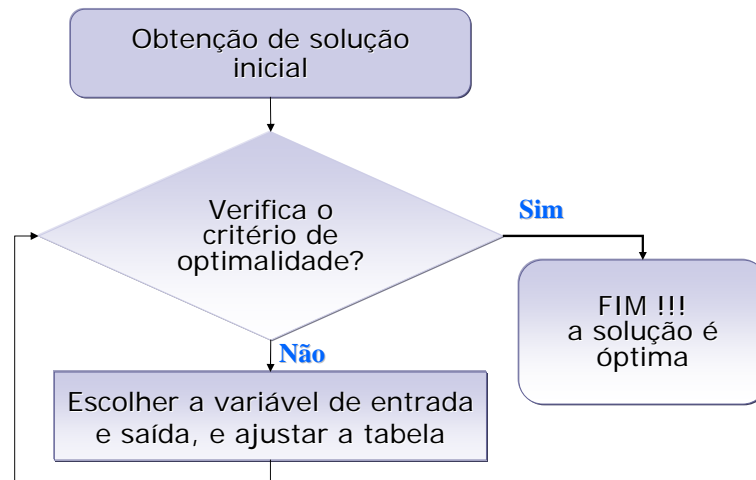 Obtenção de solução
inicial
Verifica o
critério de
optimalidade?
Sim
FIM !!!
a solução é
óptima
Não
Escolher a variável de entrada
e saída, e ajustar a tabela